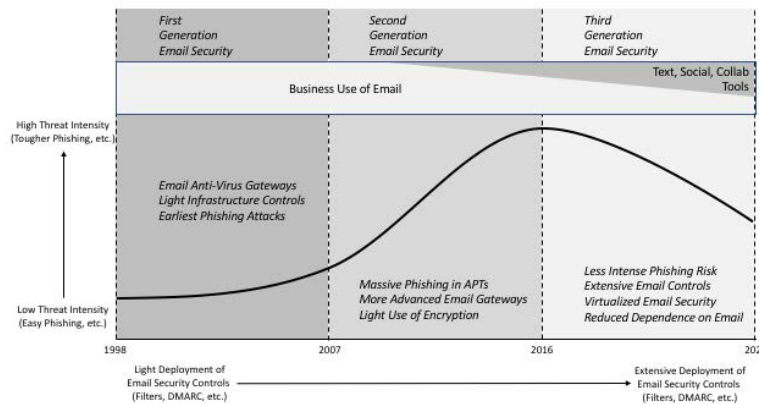 First
Generation
Email Security
Second
Generation
Email Security
Third
Generation
Email Security
Business Use of Email
Text, Social, Collab
Tools
High Threat Intensity
(Tougher Phishing, etc.)
Email Anti-Virus Gateways
Light Infrastructure Controls
Earliest Phishing Attacks
Massive Phishing in APTs
More Advanced Email Gateways
Light Use of Encryption
Less Intense Phishing Risk
Extensive Email Controls
Virtualized Email Security
Reduced Dependence on Email
Low Threat Intensity
(Easy Phishing, etc.)
1998
2007
2016
Light Deployment of
Email Security Controls
(Filters, DMARC, etc.)
Extensive Deployment of
Email Security Controls
(Filters, DMARC, etc.)